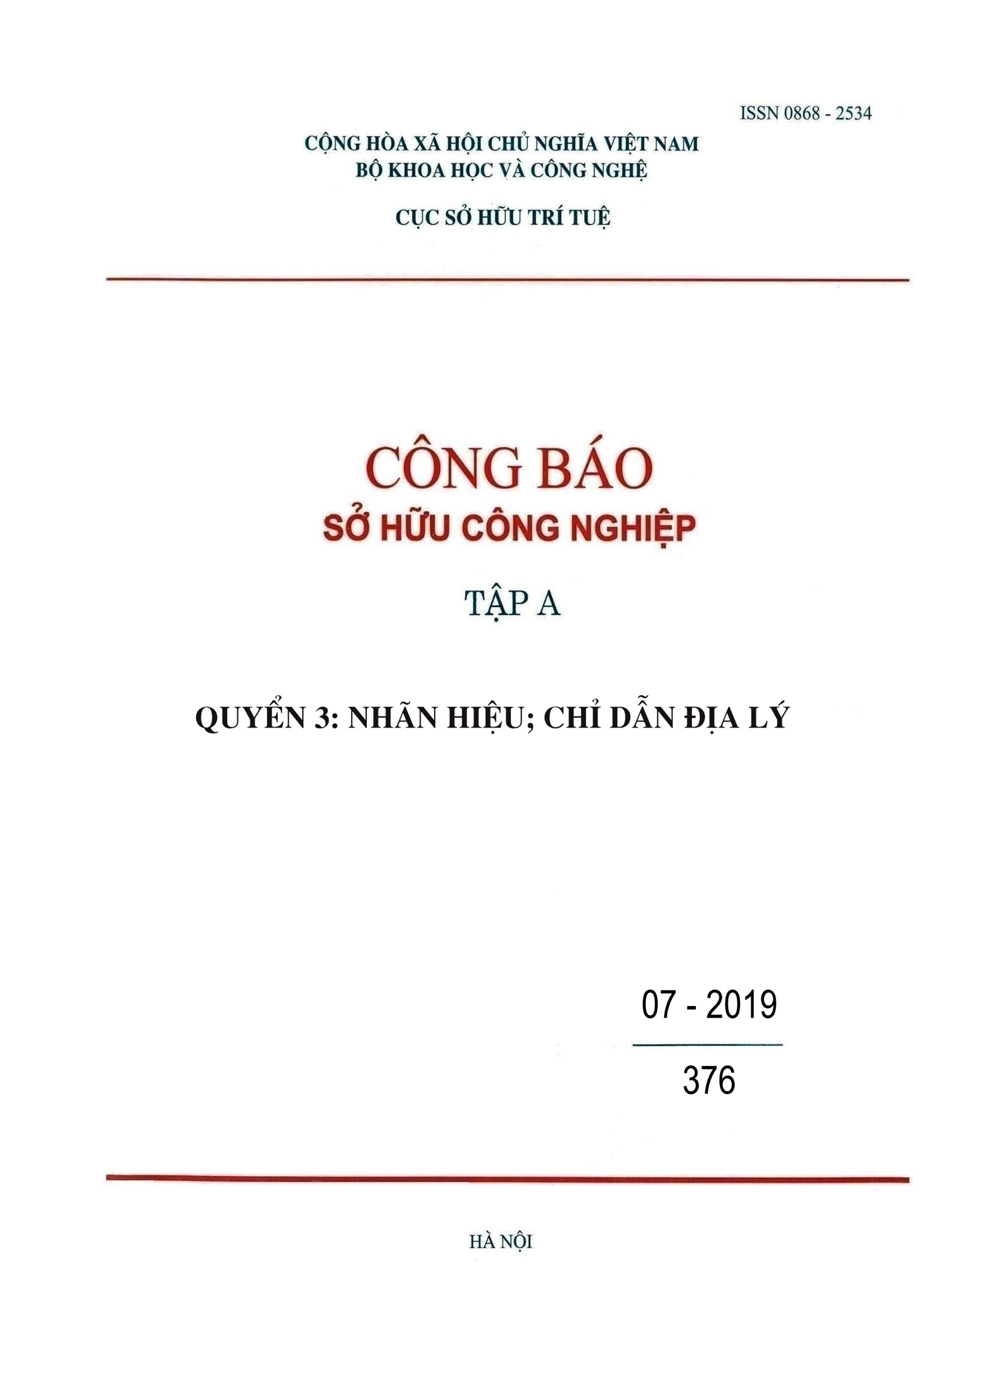 ISSN 0868 - 2534
CỘNG HÒA XÃ HỘI CHỦ NGHĨA VIỆT NAM
BỘ KHOA HỌC VÀ CÔNG NGHỆ
CỤC SỞ HỮU TRÍ TUỆ
CÔNG BÁO
SỞ HỮU CÔNG NGHIỆP
TẬP A
QUYỂN 3: NHÃN HIỆU; CHỈ DẪN ĐỊA LÝ
07 - 2019
376
HÀ NỘI